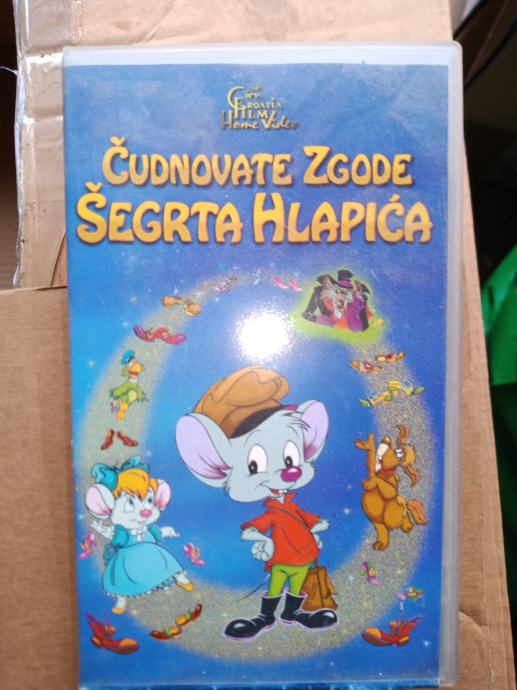 CROATIA
FILM
Home Video
ČUDNOVATE ZGODE
ŠEGRTA HLAPIĆA